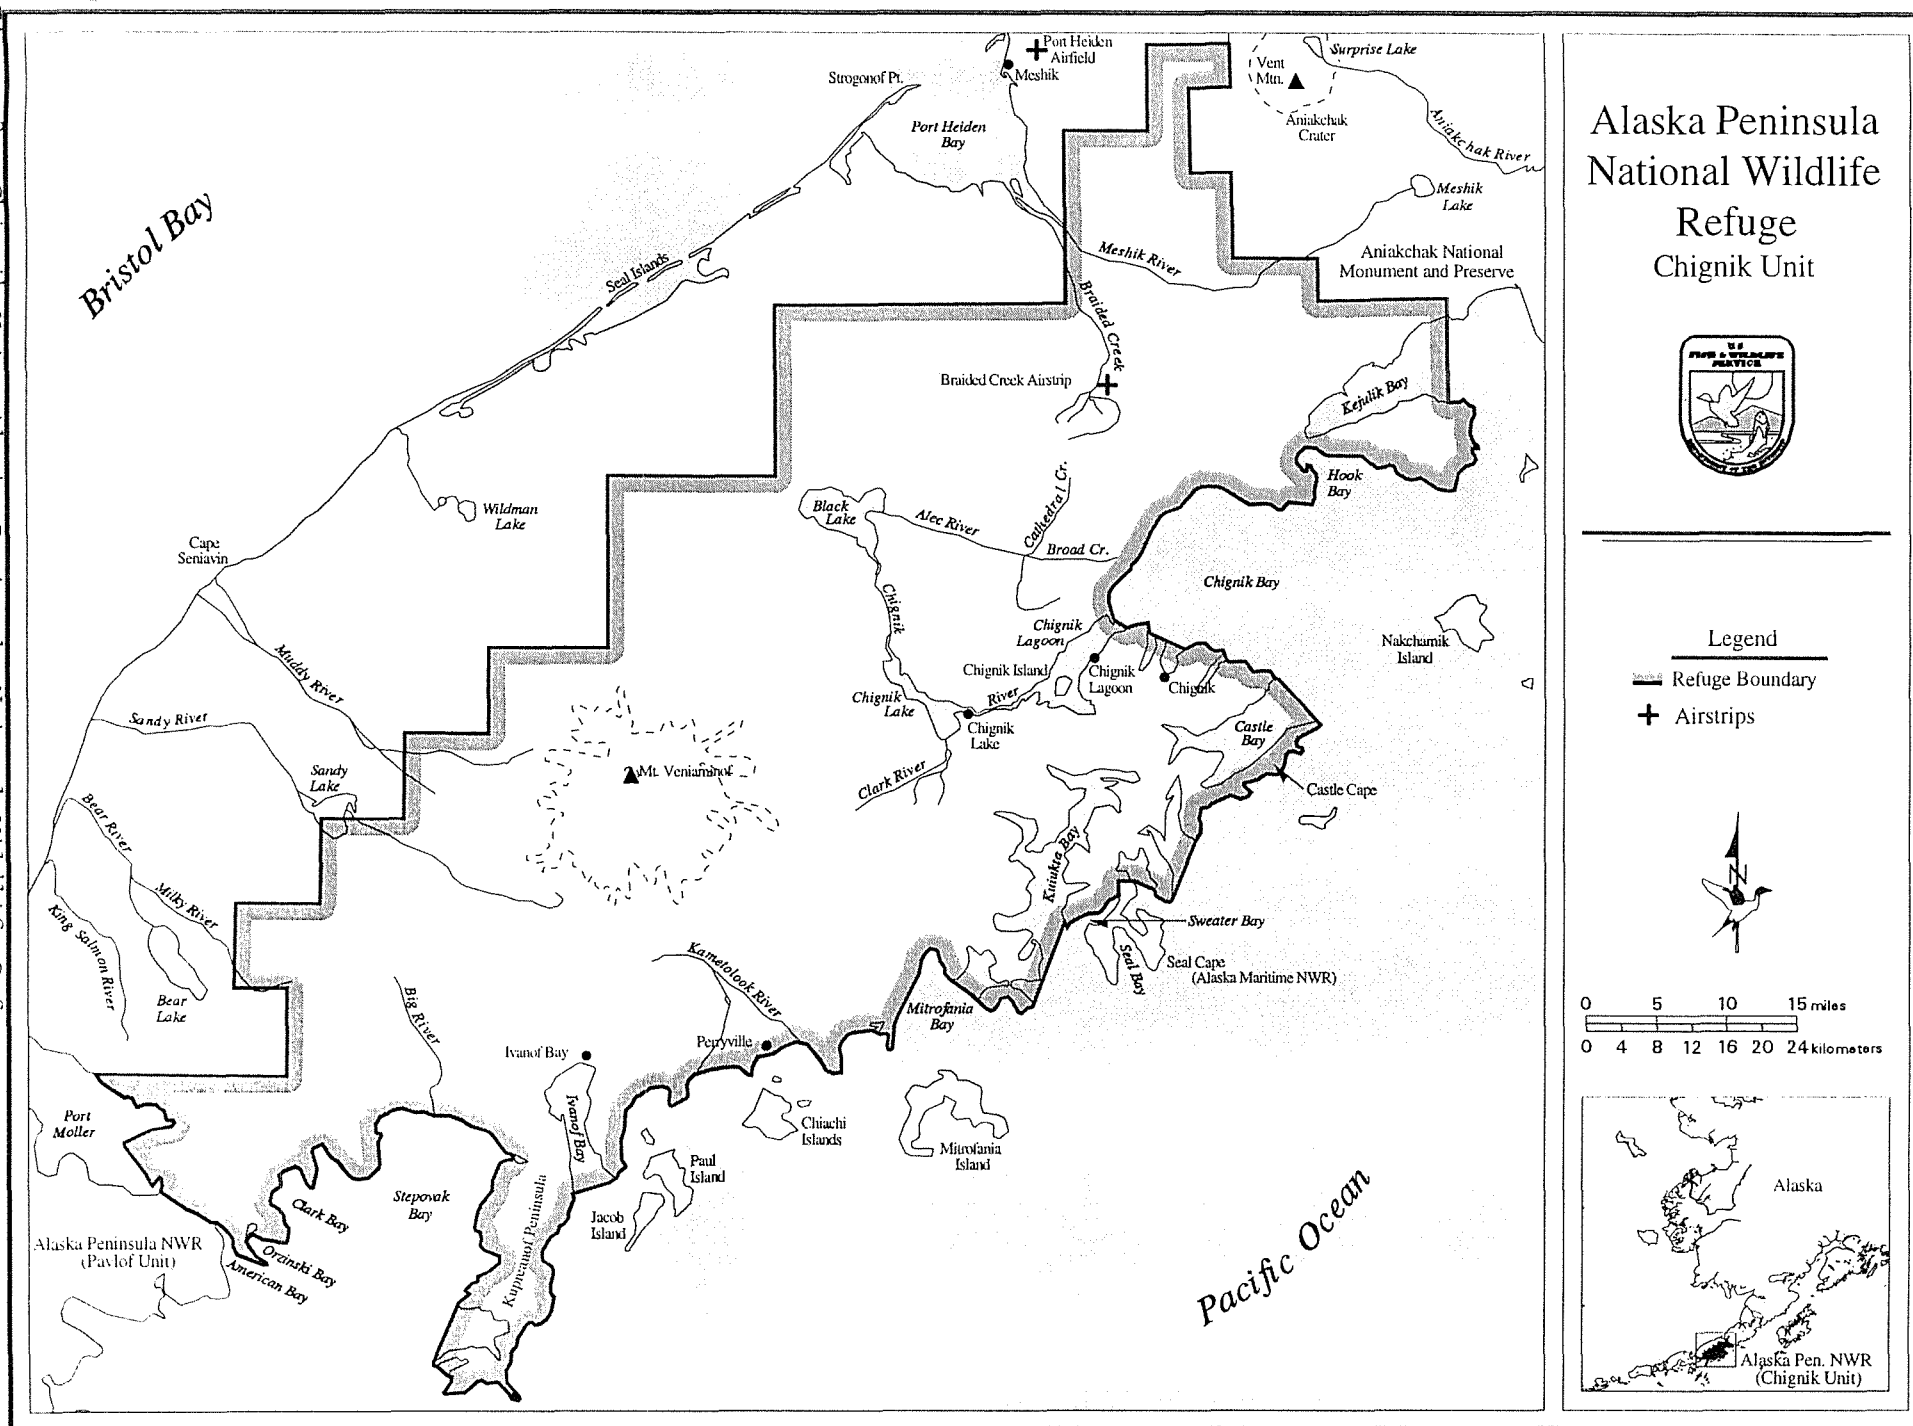 Port Heiden
Airfield
Meshik
Strogonof Pt.
Port Heiden
Bay
Surprise Lake
Vent
Mtn.
Aniakchak
Crater
Aniakchak River
Meshik
Lake
Meshik River
Aniakchak National
Monument and Preserve
Bristol Bay
Seal Islands
Braided Creek
Braided Creek Airstrip
Kejulik Bay
Hook
Bay
Wildman
Lake
Black
Lake
Alec River
Cathedral Cr.
Broad Cr.
Cape
Seniavin
Chignik Bay
Chignik
Chignik
Lagoon
Nakchamik
Island
Muddy River
Chignik Island
Chignik
Lagoon
Chignik
River
Chignik
Lake
Chignik
Lake
Sandy River
Castle
Bay
Sandy
Lake
Mt. Veniaminof
Clark River
Castle Cape
Bear River
Kuiukta Bay
Milky River
King Salmon River
Sweater Bay
Seal Bay
Seal Cape
(Alaska Maritime NWR)
Kametolook River
Bear
Lake
Big River
Mitrofania
Bay
Perryville
Ivanof Bay
Ivanof Bay
Port
Moller
Chiachi
Islands
Mitrofania
Island
Paul
Island
Stepovak
Bay
Clark Bay
Jacob
Island
Kupreanof Peninsula
Alaska Peninsula NWR
(Pavlof Unit)
Orzinski Bay
American Bay
Pacific Ocean
Alaska Peninsula
National Wildlife
Refuge
Chignik Unit
US
FISH & WILDLIFE
SERVICE
DEPARTMENT OF THE INTERIOR
Legend
Refuge Boundary
Airstrips
N
0 5 10 15 miles
0 4 8 12 16 20 24 kilometers
Alaska
Alaska Pen. NWR
(Chignik Unit)